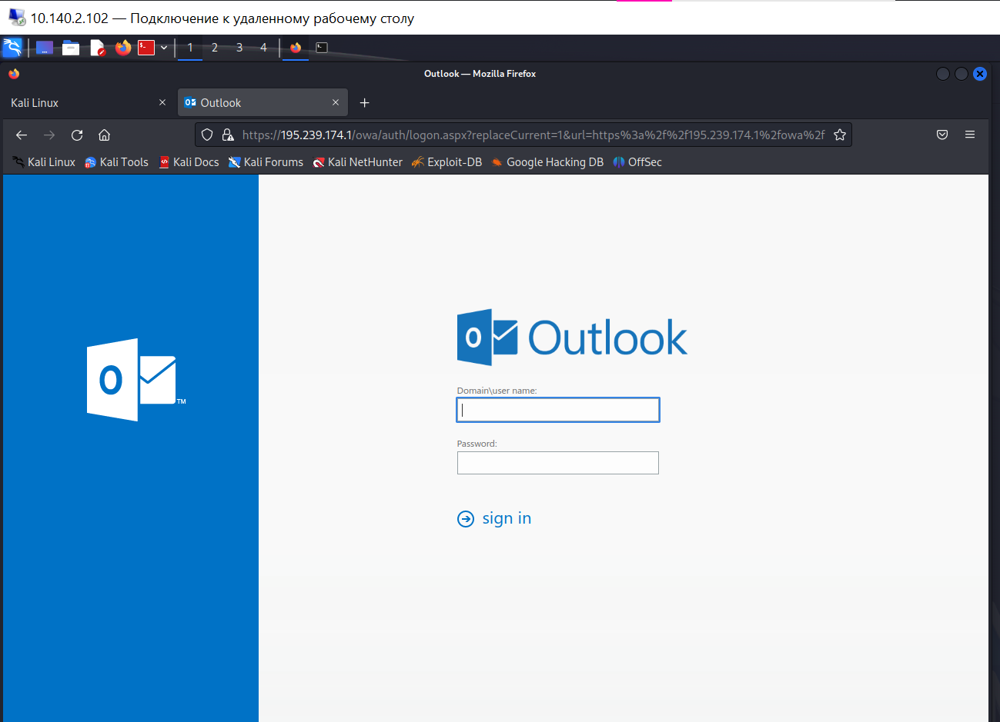 10.140.2.102 — Подключение к удаленному рабочему столу
1 2 3 4
Outlook — Mozilla Firefox
Kali Linux Outlook
https://195.239.174.1/owa/auth/logon.aspx?replaceCurrent=1&url=https%3a%2f%2f195.239.174.1%2fowa%2f
Kali Linux Kali Tools Kali Docs Kali Forums Kali NetHunter Exploit-DB Google Hacking DB OffSec
Outlook
TM
Domain\user name:
Password:
sign in